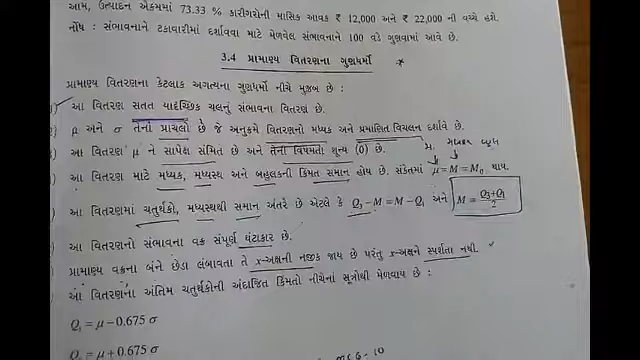 આમ, ઉત્પાદન એકમમાં 73.33 % કારીગરોની માસિક આવક ₹ 12,000 અને ₹ 22,000 ની વચ્ચે હશે.
નોંધ : સંભાવનાને ટકાવારીમાં દર્શાવવા માટે મેળવેલ સંભાવનાને 100 વડે ગુણવામાં આવે છે.
3.4 પ્રામાણ્ય વિતરણના ગુણધર્મો *
પ્રામાણ્ય વિતરણના કેટલાક અગત્યના ગુણધર્મો નીચે મુજબ છે :
આ વિતરણ સતત યાદૃચ્છિક ચલનું સંભાવના વિતરણ છે.
μ અને σ તેના પ્રાચલો છે જે અનુક્રમે વિતરણનો મધ્યક અને પ્રમાણિત વિચલન દર્શાવે છે.
આ વિતરણ μ ને સાપેક્ષ સંમિત છે અને તેની વિષમતા શૂન્ય (0) છે.
આ વિતરણ માટે મધ્યક, મધ્યસ્થ અને બહુલકની કિંમત સમાન હોય છે. સંકેતમાં μ = M = M₀ થાય.
આ વિતરણમાં ચતુર્થકો, મધ્યસ્થથી સમાન અંતરે છે એટલે કે Q₃ – M = M – Q₁ અને M = (Q₃+Q₁)/2
આ વિતરણનો સંભાવના વક્ર સંપૂર્ણ ઘંટાકાર છે.
પ્રામાણ્ય વક્રના બંને છેડા લંબાવતા તે x-અક્ષની નજીક જાય છે પરંતુ x-અક્ષને સ્પર્શતા નથી.
આ વિતરણના અંતિમ ચતુર્થકોની અંદાજિત કિંમતો નીચેનાં સૂત્રોથી મેળવાય છે :
Q₁ = μ – 0.675 σ
Q₃ = μ + 0.675 σ